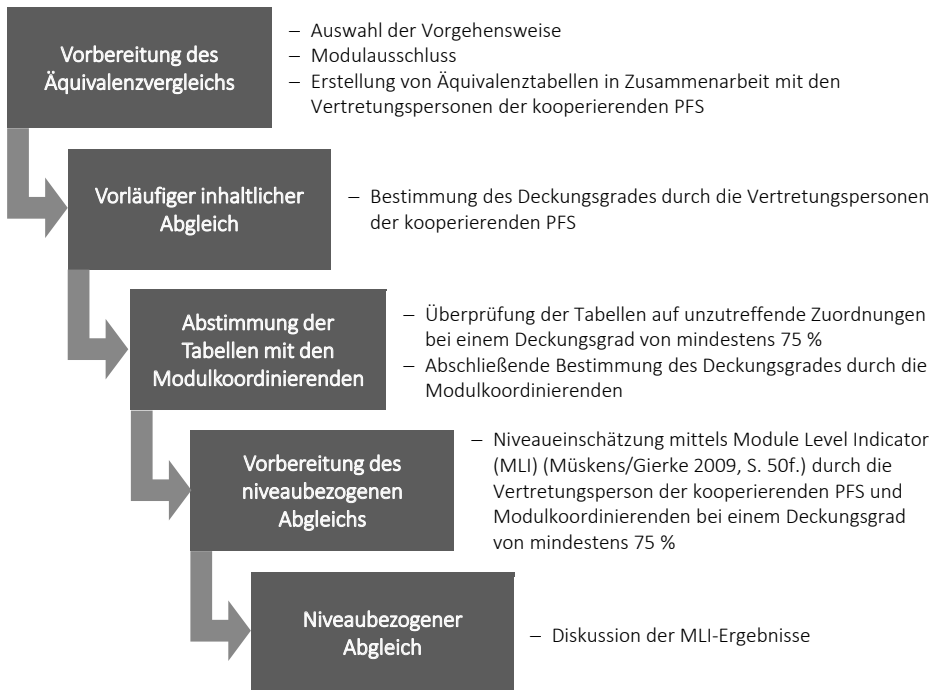 Vorbereitung des
Äquivalenzvergleichs
– Auswahl der Vorgehensweise
– Modulausschluss
– Erstellung von Äquivalenztabellen in Zusammenarbeit mit den
Vertretungspersonen der kooperierenden PFS
Vorläufiger inhaltlicher
Abgleich
– Bestimmung des Deckungsgrades durch die Vertretungspersonen
der kooperierenden PFS
Abstimmung der
Tabellen mit den
Modulkoordinierenden
– Überprüfung der Tabellen auf unzutreffende Zuordnungen
bei einem Deckungsgrad von mindestens 75 %
– Abschließende Bestimmung des Deckungsgrades durch die
Modulkoordinierenden
Vorbereitung des
niveaubezogenen
Abgleichs
– Niveaueinschätzung mittels Module Level Indicator
(MLI) (Müskens/Gierke 2009, S. 50f.) durch die
Vertretungsperson der kooperierenden PFS und
Modulkoordinierenden bei einem Deckungsgrad
von mindestens 75 %
Niveaubezogener
Abgleich
– Diskussion der MLI-Ergebnisse